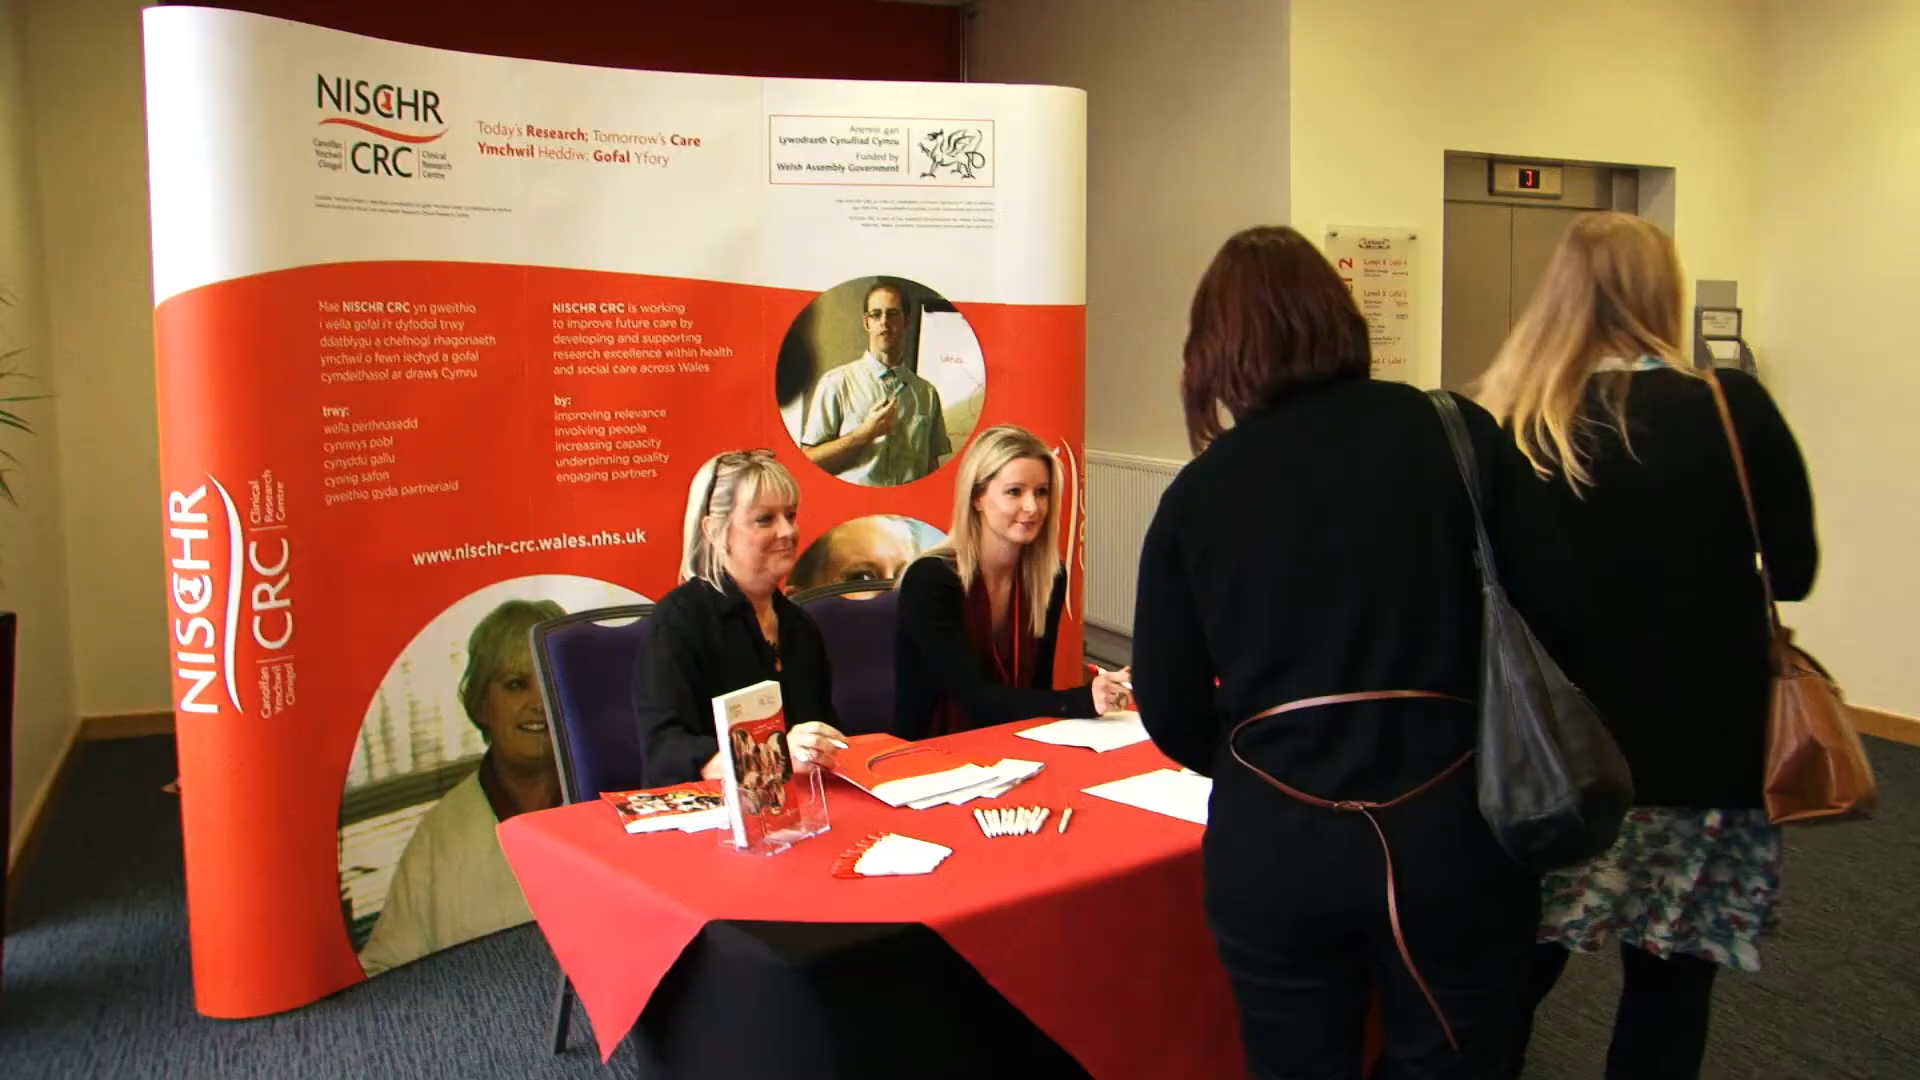 NISCHR
Canolfan
Ymchwil
Clinigol
CRC
Clinical
Research
Centre
Today's Research; Tomorrow's Care
Ymchwil Heddiw; Gofal Yfory
Ariennir gan
Lywodraeth Cynulliad Cymru
Funded by
Welsh Assembly Government
Mae NISCHR CRC yn gweithio
i wella gofal i'r dyfodol trwy
ddatblygu a chefnogi rhagoriaeth
ymchwil o fewn iechyd a gofal
cymdeithasol ar draws Cymru
trwy:
wella perthnasedd
cynnwys pobl
cynyddu gallu
cynnig safon
gweithio gyda partneriaid
NISCHR CRC is working
to improve future care by
developing and supporting
research excellence within health
and social care across Wales
by:
improving relevance
involving people
increasing capacity
underpinning quality
engaging partners
www.nischr-crc.wales.nhs.uk
NISCHR
Canolfan
Ymchwil
Clinigol
CRC
Clinical
Research
Centre
3